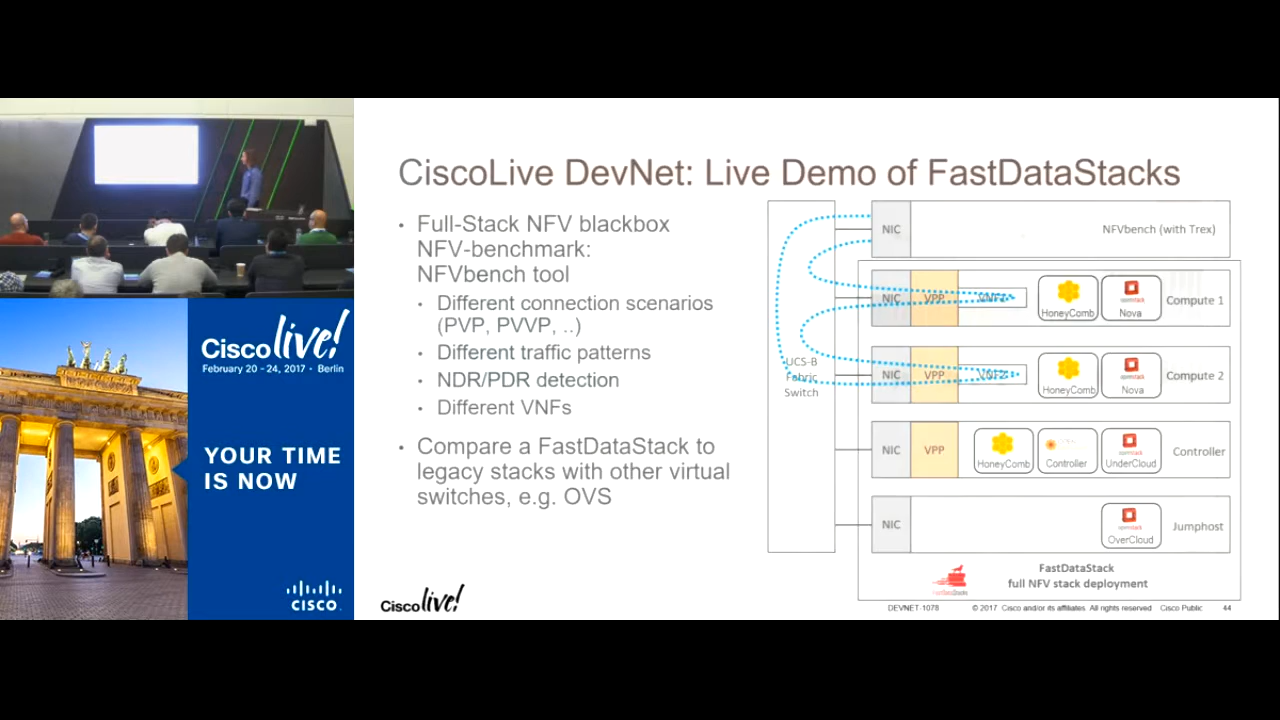 CiscoLive DevNet: Live Demo of FastDataStacks
• Full-Stack NFV blackbox
NFV-benchmark:
NFVbench tool
• Different connection scenarios
(PVP, PVVP, ..)
• Different traffic patterns
• NDR/PDR detection
• Different VNFs
• Compare a FastDataStack to
legacy stacks with other virtual
switches, e.g. OVS
UCS-B
Fabric
Switch
NIC
NFVbench (with Trex)
NIC
VPP
HoneyComb
Nova
Compute 1
NIC
VPP
HoneyComb
Nova
Compute 2
NIC
VPP
HoneyComb
Controller
UnderCloud
Controller
NIC
OverCloud
Jumphost
FastDataStack
full NFV stack deployment
Cisco live!
DEVNET-1078
© 2017 Cisco and/or its affiliates. All rights reserved
Cisco Public
44
Cisco live!
February 20 - 24, 2017 • Berlin
YOUR TIME
IS NOW
CISCO